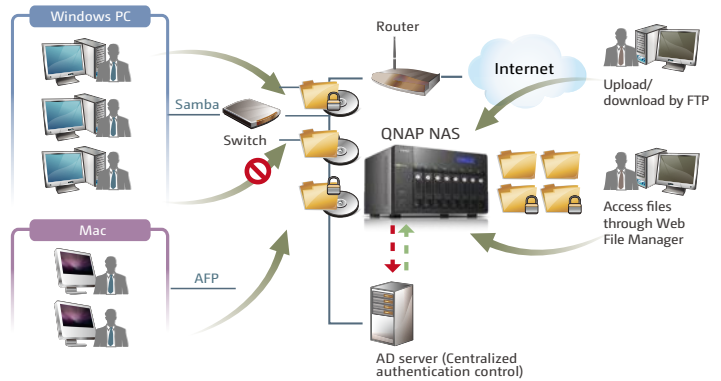 Windows PC
Router
Internet
Upload/
download by FTP
Samba
Switch
QNAP NAS
Access files
through Web
File Manager
Mac
AFP
AD server (Centralized
authentication control)